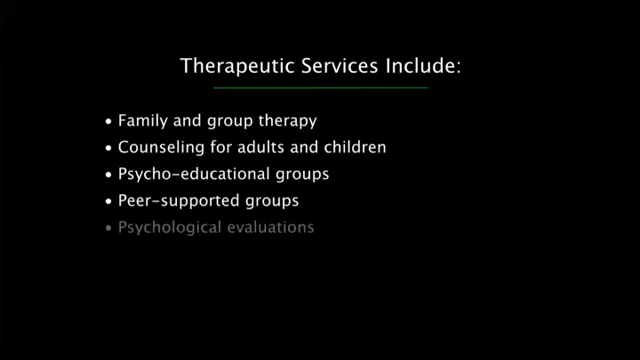 Therapeutic Services Include:
• Family and group therapy
• Counseling for adults and children
• Psycho-educational groups
• Peer-supported groups
• Psychological evaluations